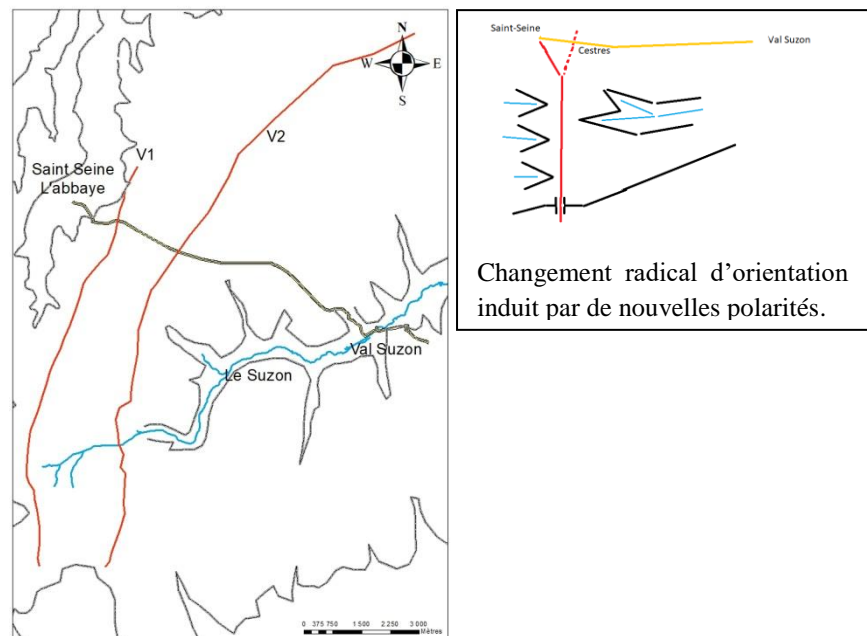 N
W E
S
V1
V2
Saint Seine
L'abbaye
Le Suzon
Val Suzon
0 375 750 1 500 2 250 3 000
Mètres
Saint-Seine
Cestres
Val Suzon
Changement radical d'orientation
induit par de nouvelles polarités.